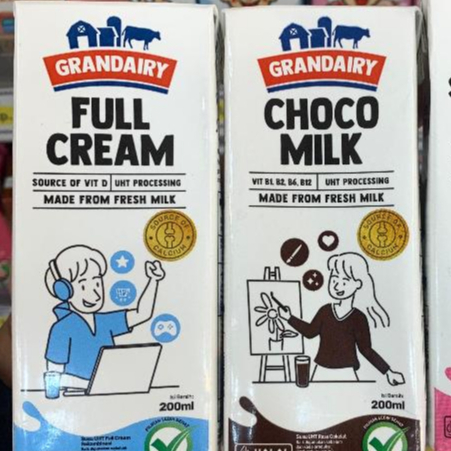 GRANDAIRY
FULL
CREAM
SOURCE OF VIT D | UHT PROCESSING
MADE FROM FRESH MILK
SOURCE OF
CALCIUM
200ml
GRANDAIRY
CHOCO
MILK
VIT B1, B2, B6, B12 | UHT PROCESSING
MADE FROM FRESH MILK
SOURCE OF
CALCIUM
200ml